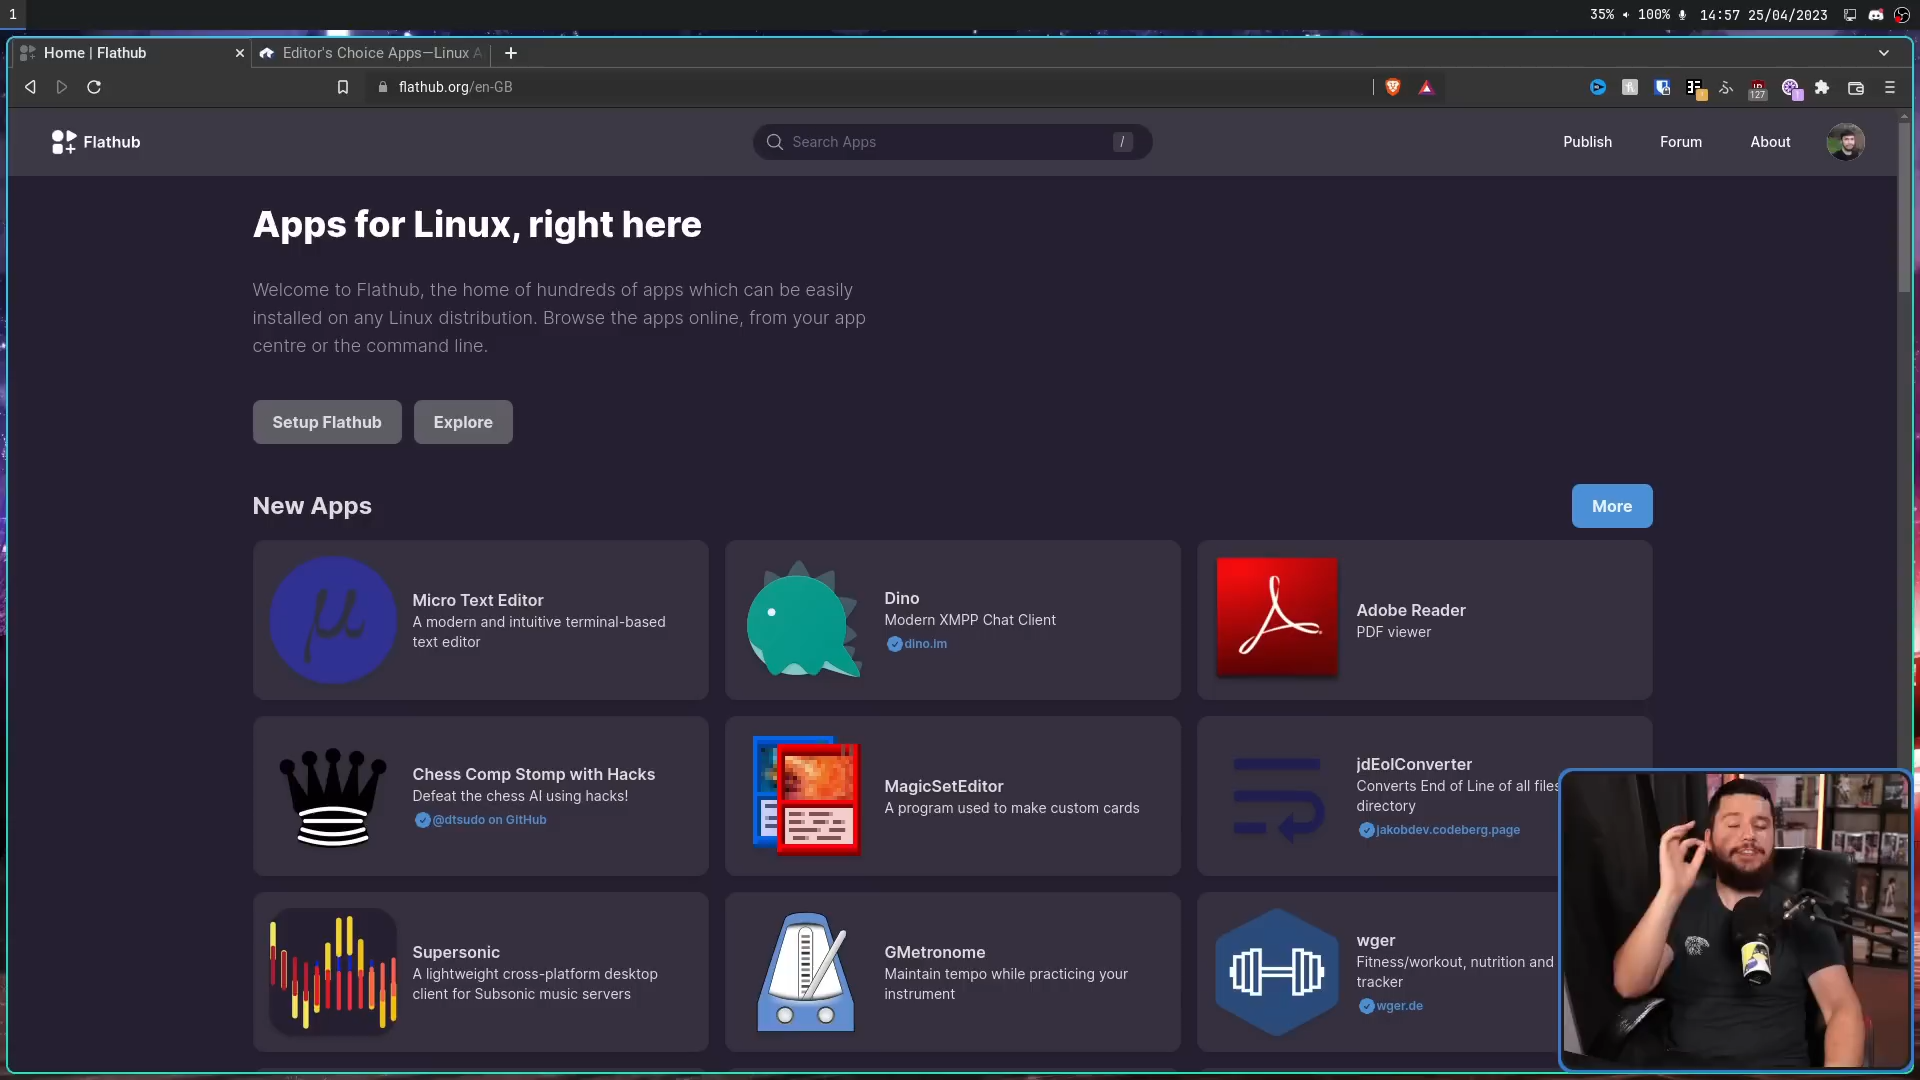 1
35% 100% 14:57 25/04/2023
Home | Flathub
Editor's Choice Apps—Linux A
flathub.org/en-GB
127
1
Flathub
Search Apps
/
Publish
Forum
About
Apps for Linux, right here
Welcome to Flathub, the home of hundreds of apps which can be easily
installed on any Linux distribution. Browse the apps online, from your app
centre or the command line.
Setup Flathub
Explore
New Apps
More
Micro Text Editor
A modern and intuitive terminal-based
text editor
Dino
Modern XMPP Chat Client
dino.im
Adobe Reader
PDF viewer
Chess Comp Stomp with Hacks
Defeat the chess AI using hacks!
@dtsudo on GitHub
MagicSetEditor
A program used to make custom cards
jdEolConverter
Converts End of Line of all files
directory
jakobdev.codeberg.page
Supersonic
A lightweight cross-platform desktop
client for Subsonic music servers
GMetronome
Maintain tempo while practicing your
instrument
wger
Fitness/workout, nutrition and
tracker
wger.de
μ